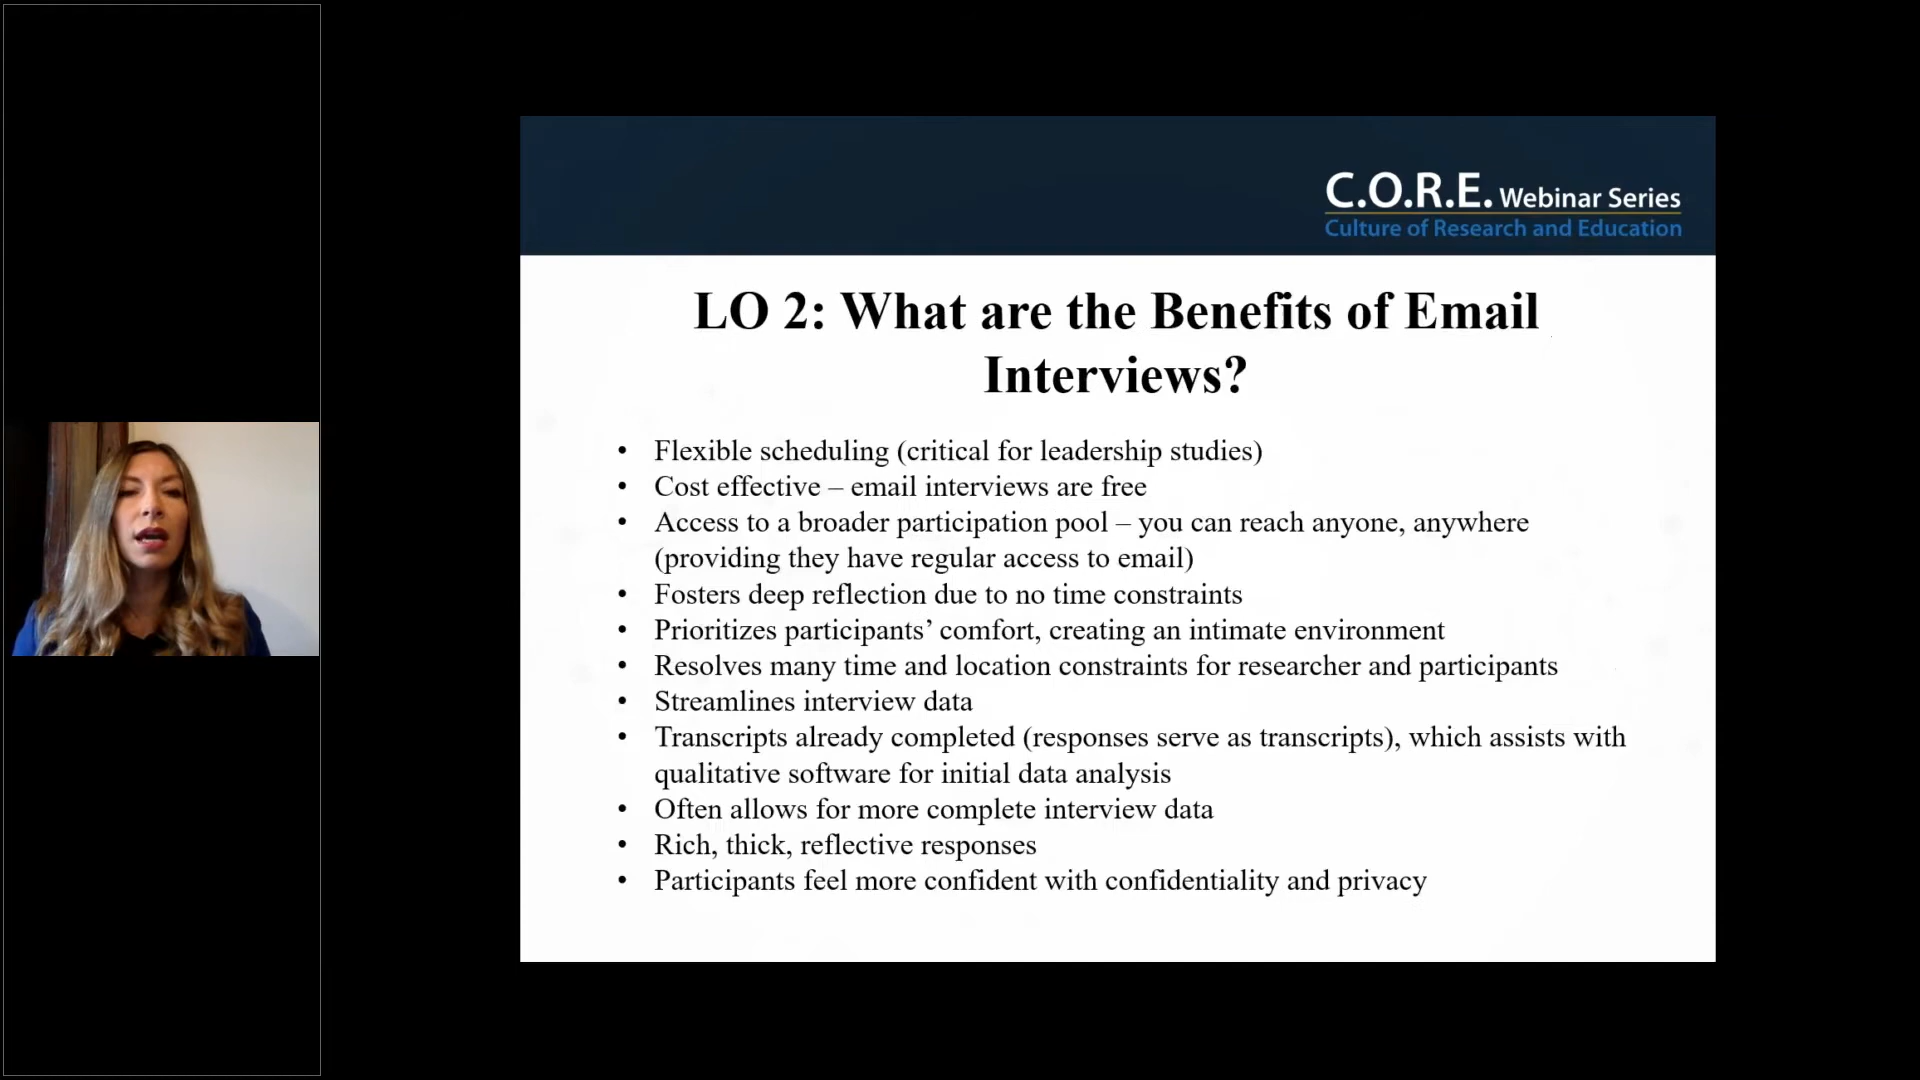 C.O.R.E. Webinar Series
Culture of Research and Education
LO 2: What are the Benefits of Email
Interviews?
• Flexible scheduling (critical for leadership studies)
• Cost effective – email interviews are free
• Access to a broader participation pool – you can reach anyone, anywhere
(providing they have regular access to email)
• Fosters deep reflection due to no time constraints
• Prioritizes participants’ comfort, creating an intimate environment
• Resolves many time and location constraints for researcher and participants
• Streamlines interview data
• Transcripts already completed (responses serve as transcripts), which assists with
qualitative software for initial data analysis
• Often allows for more complete interview data
• Rich, thick, reflective responses
• Participants feel more confident with confidentiality and privacy